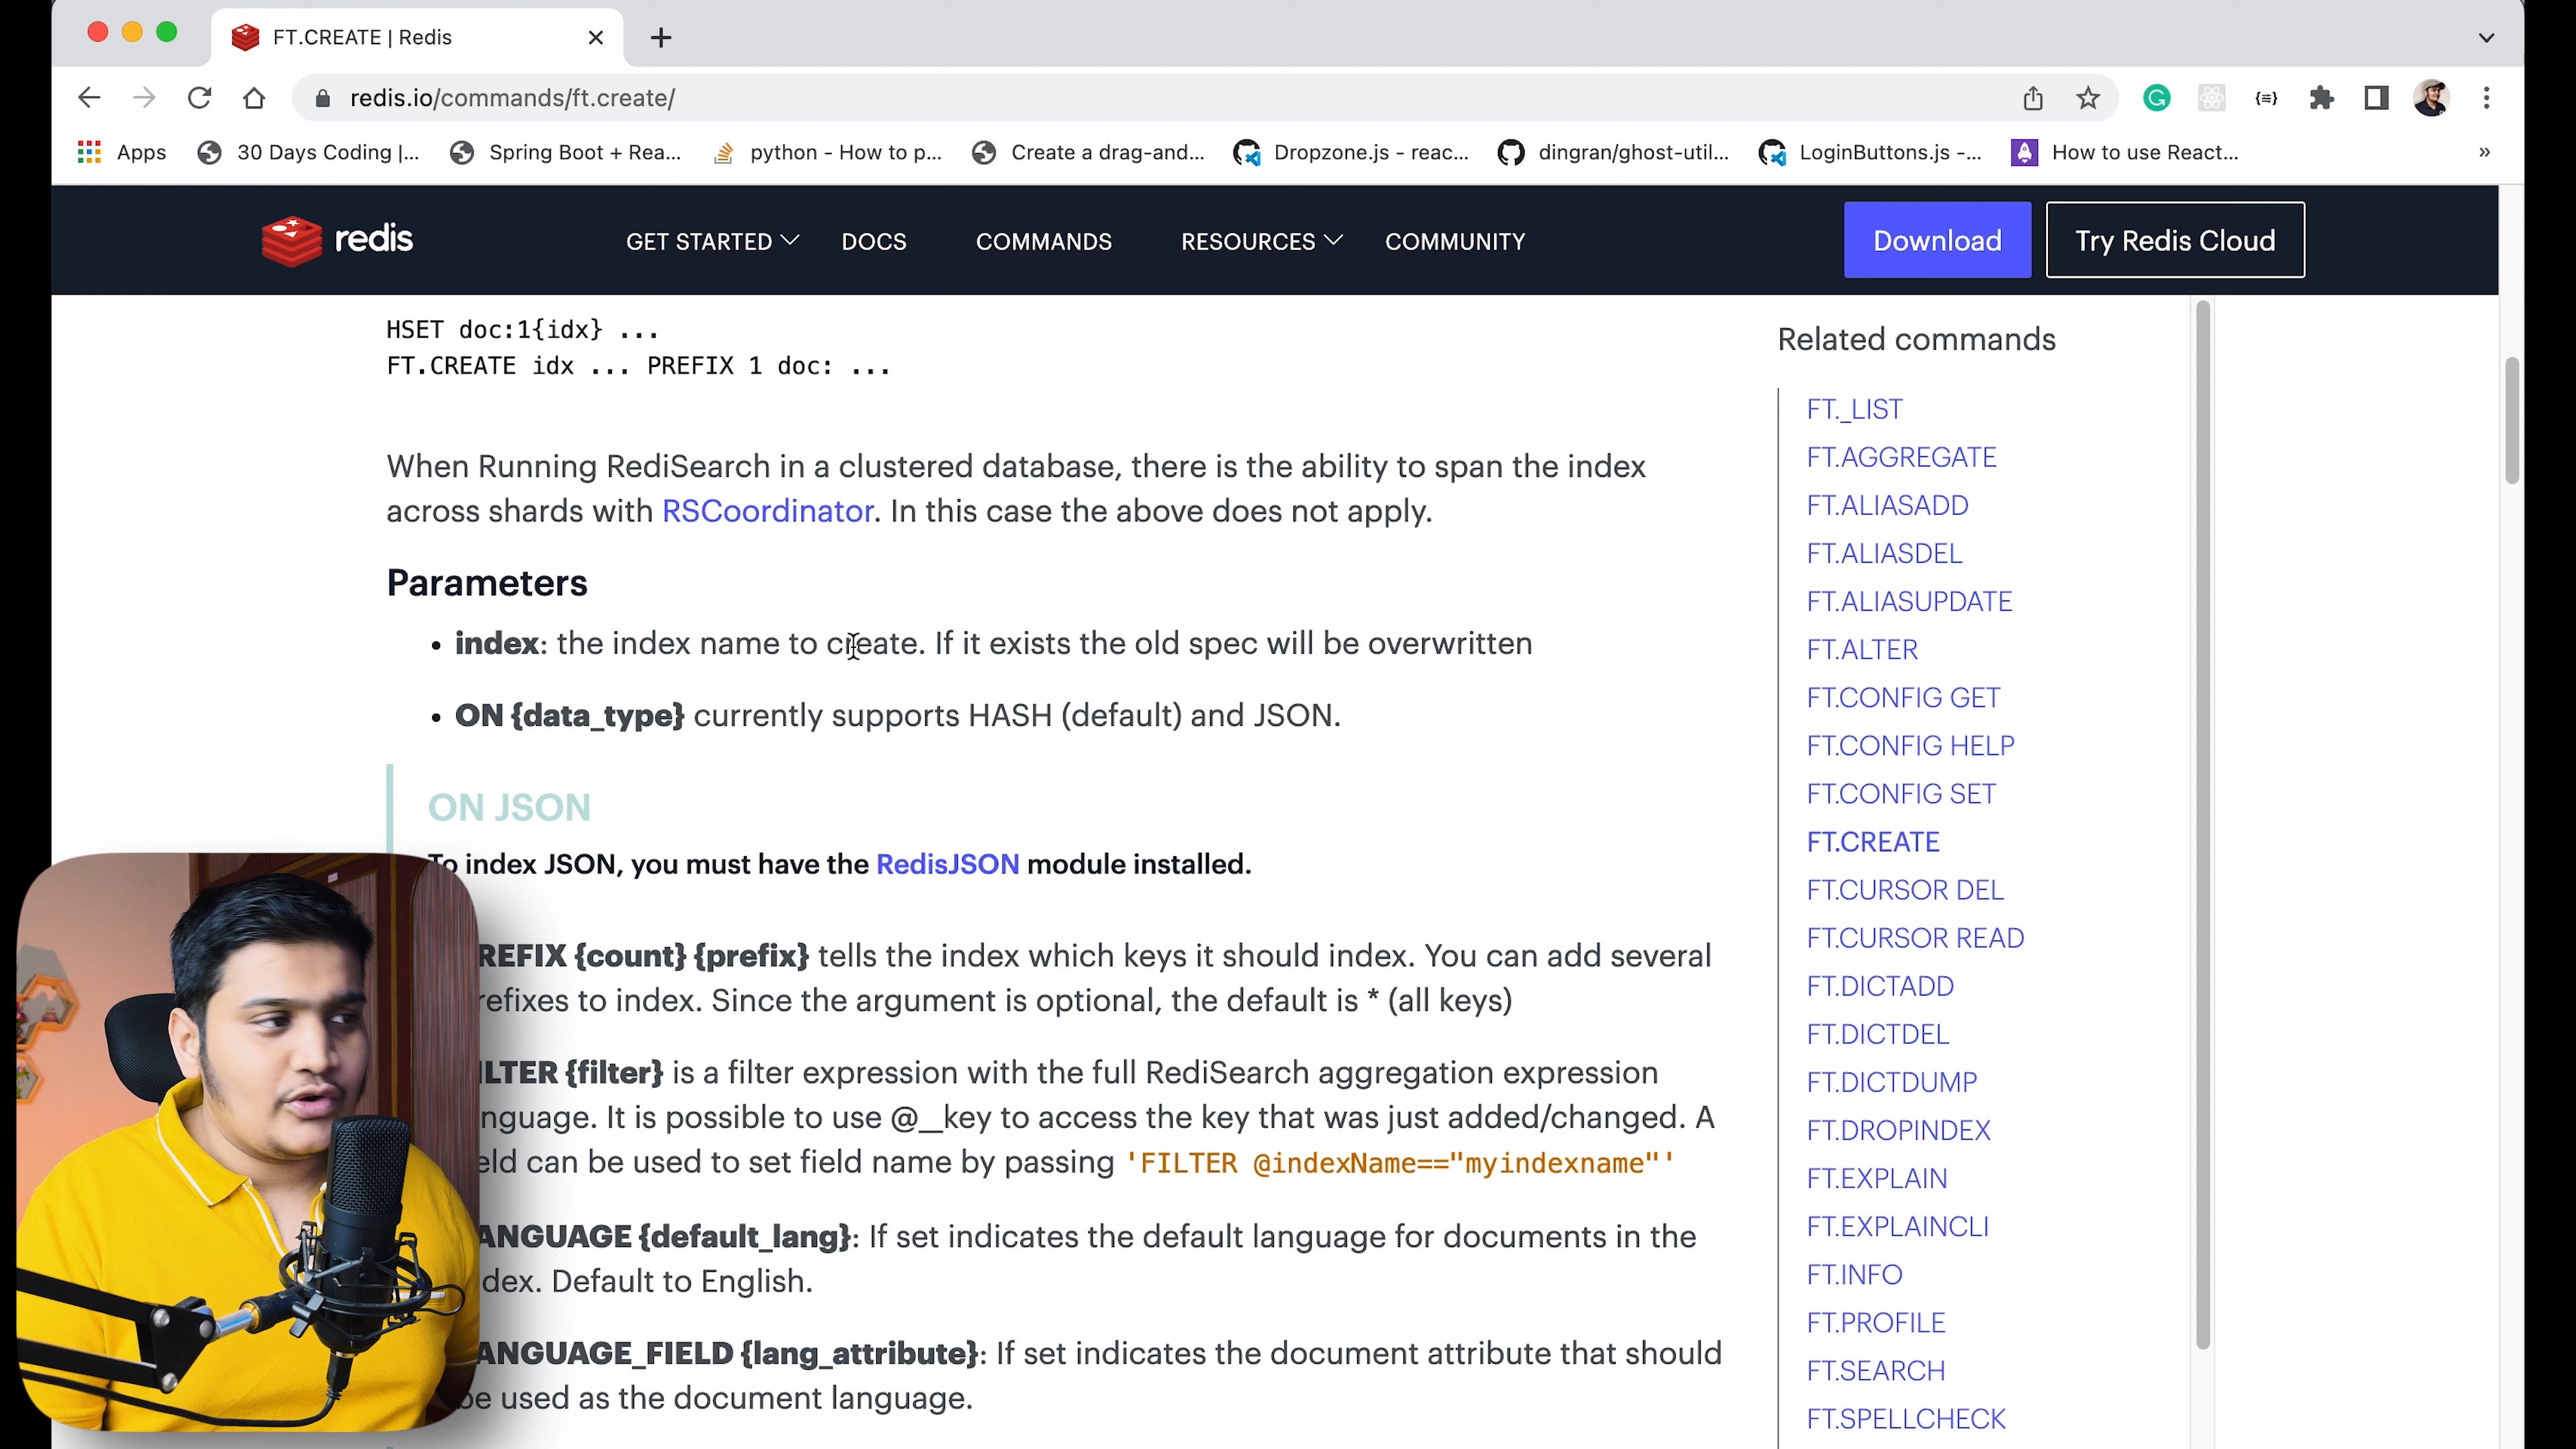 FT.CREATE | Redis
redis.io/commands/ft.create/
Apps
30 Days Coding |...
Spring Boot + Rea...
python - How to p...
Create a drag-and...
Dropzone.js - reac...
dingran/ghost-util...
LoginButtons.js -...
How to use React...
»
redis
GET STARTED
DOCS
COMMANDS
RESOURCES
COMMUNITY
Download
Try Redis Cloud
HSET doc:1{idx} ...
FT.CREATE idx ... PREFIX 1 doc: ...
When Running RediSearch in a clustered database, there is the ability to span the index
across shards with RSCoordinator. In this case the above does not apply.
Parameters
• index: the index name to create. If it exists the old spec will be overwritten
• ON {data_type} currently supports HASH (default) and JSON.
ON JSON
To index JSON, you must have the RedisJSON module installed.
REFIX {count} {prefix} tells the index which keys it should index. You can add several
refixes to index. Since the argument is optional, the default is * (all keys)
ILTER {filter} is a filter expression with the full RediSearch aggregation expression
nguage. It is possible to use @__key to access the key that was just added/changed. A
eld can be used to set field name by passing 'FILTER @indexName=="myindexname"'
ANGUAGE {default_lang}: If set indicates the default language for documents in the
dex. Default to English.
ANGUAGE_FIELD {lang_attribute}: If set indicates the document attribute that should
be used as the document language.
Related commands
FT._LIST
FT.AGGREGATE
FT.ALIASADD
FT.ALIASDEL
FT.ALIASUPDATE
FT.ALTER
FT.CONFIG GET
FT.CONFIG HELP
FT.CONFIG SET
FT.CREATE
FT.CURSOR DEL
FT.CURSOR READ
FT.DICTADD
FT.DICTDEL
FT.DICTDUMP
FT.DROPINDEX
FT.EXPLAIN
FT.EXPLAINCLI
FT.INFO
FT.PROFILE
FT.SEARCH
FT.SPELLCHECK